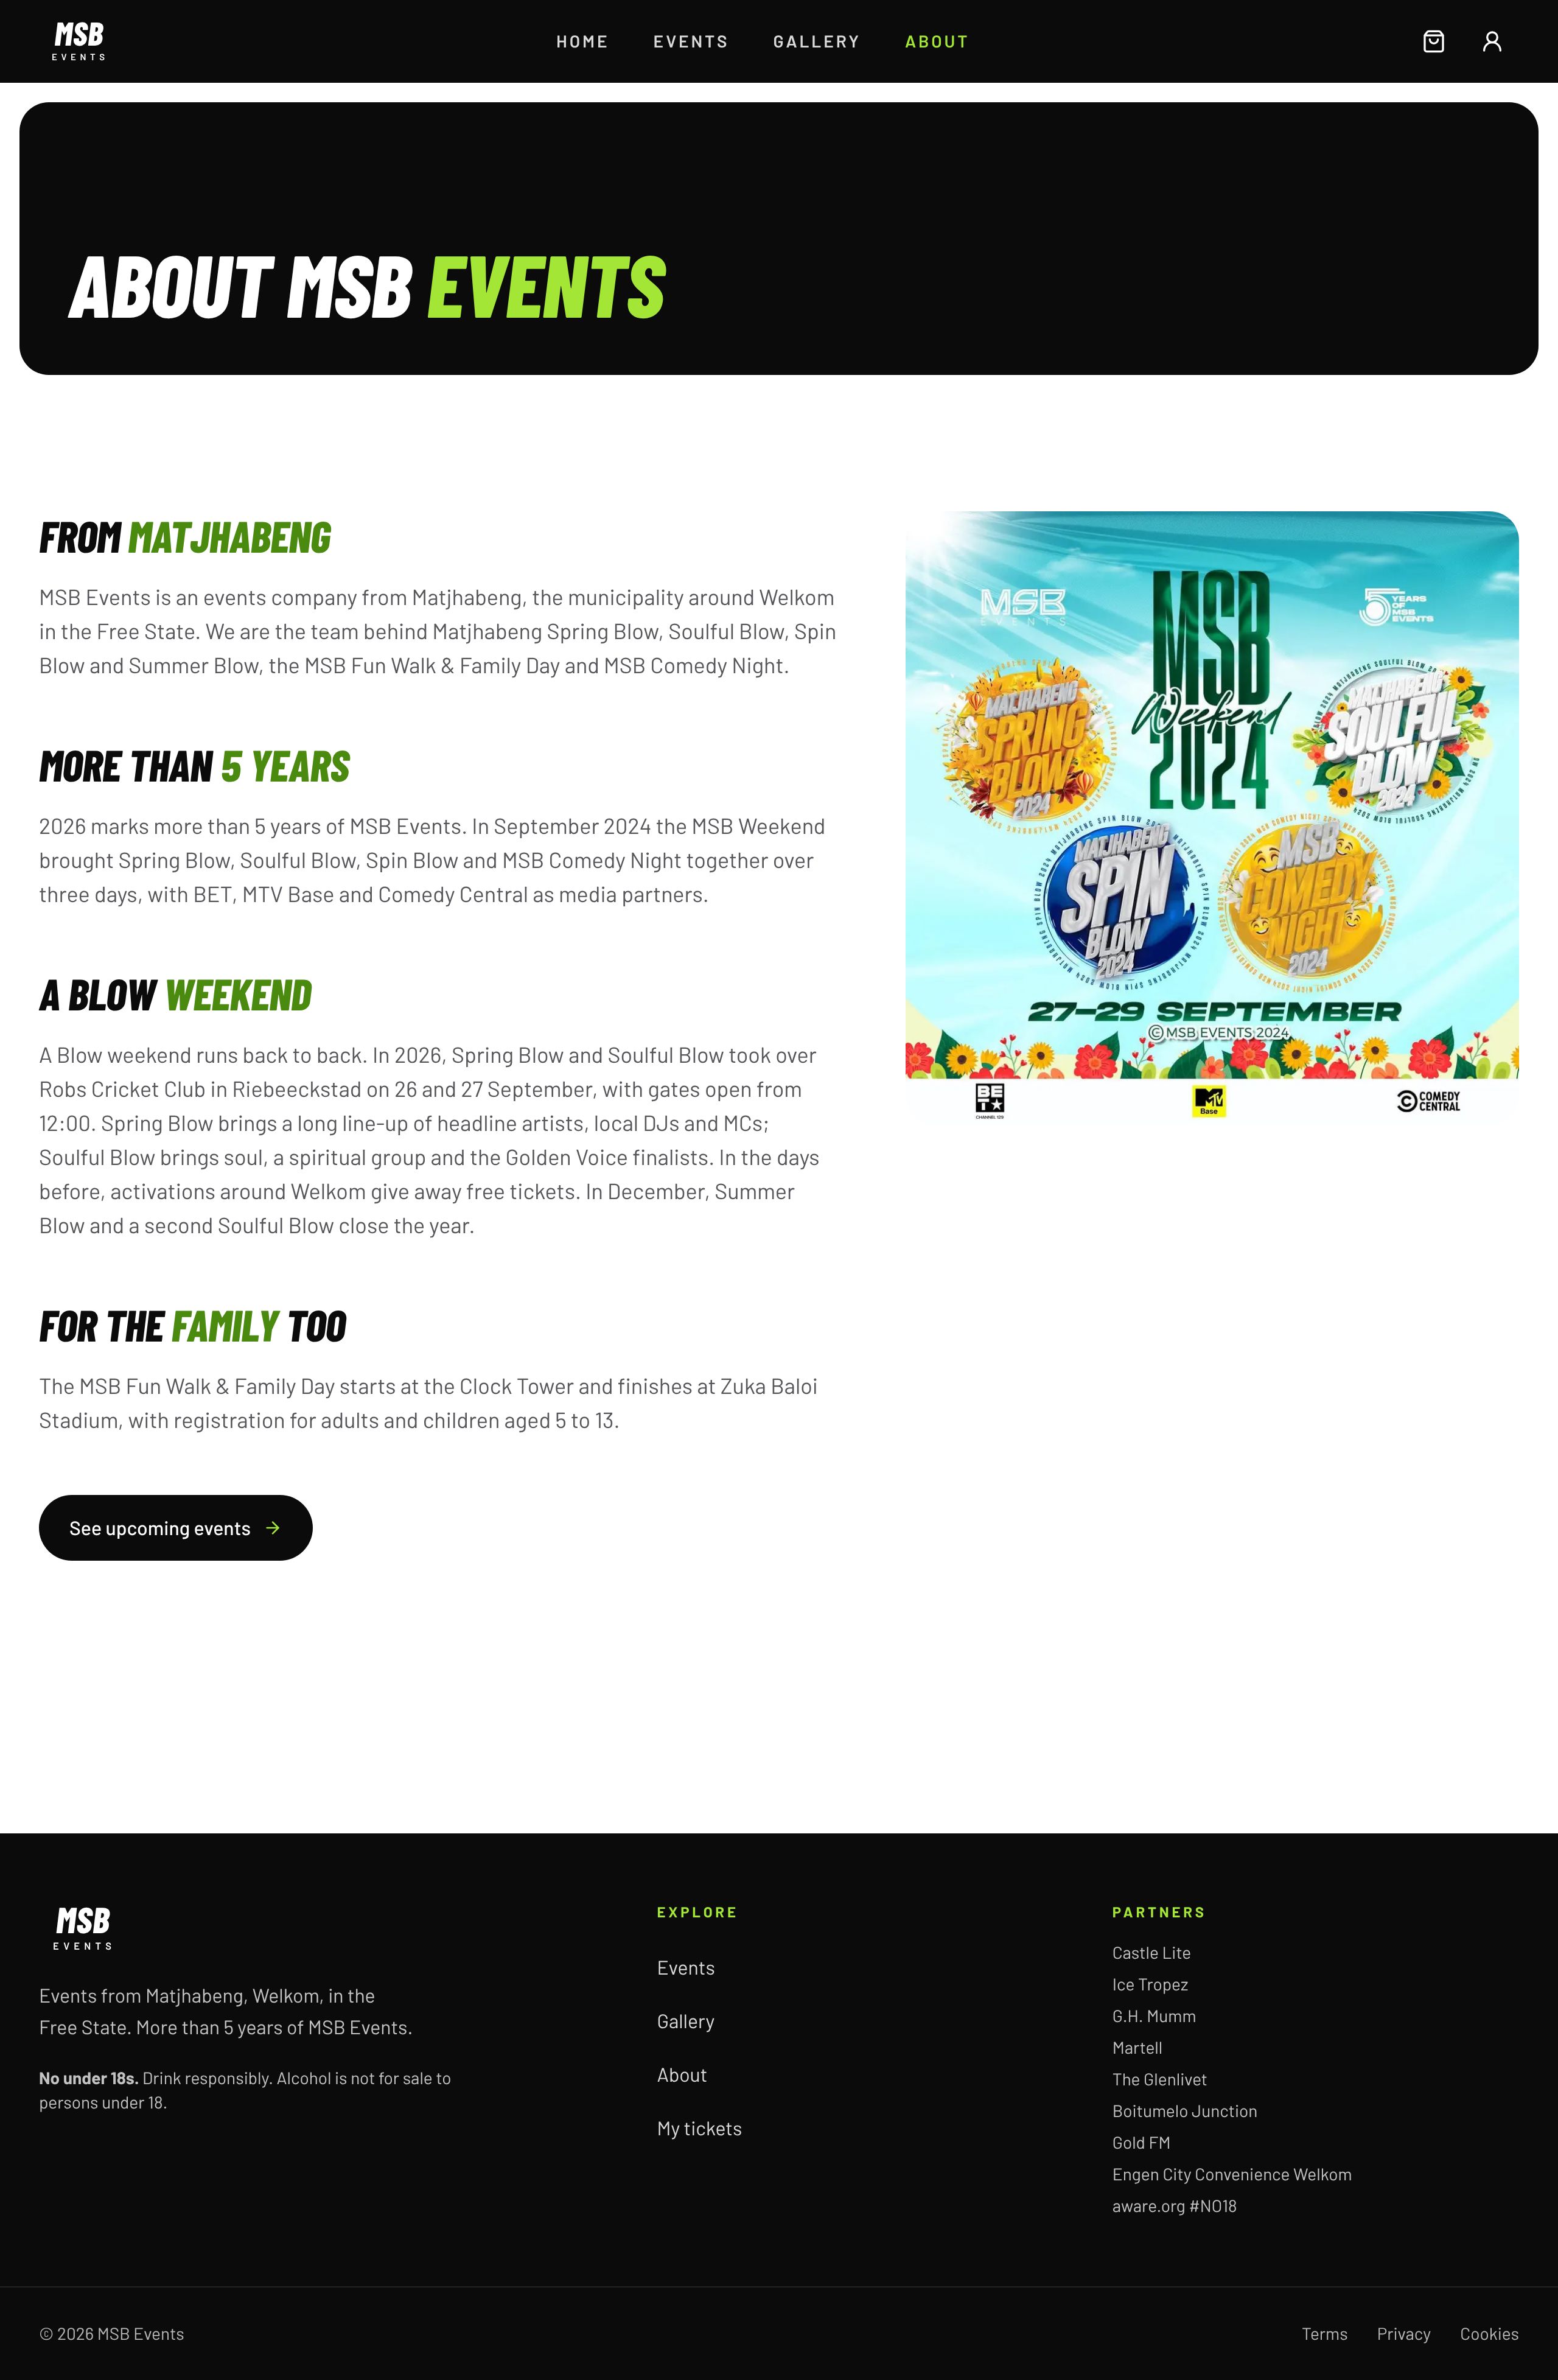 MSB
EVENTS
HOME
EVENTS
GALLERY
ABOUT
ABOUT MSB EVENTS
FROM MATJHABENG
MSB Events is an events company from Matjhabeng, the municipality around Welkom
in the Free State. We are the team behind Matjhabeng Spring Blow, Soulful Blow, Spin
Blow and Summer Blow, the MSB Fun Walk & Family Day and MSB Comedy Night.
MORE THAN 5 YEARS
2026 marks more than 5 years of MSB Events. In September 2024 the MSB Weekend
brought Spring Blow, Soulful Blow, Spin Blow and MSB Comedy Night together over
three days, with BET, MTV Base and Comedy Central as media partners.
A BLOW WEEKEND
A Blow weekend runs back to back. In 2026, Spring Blow and Soulful Blow took over
Robs Cricket Club in Riebeeckstad on 26 and 27 September, with gates open from
12:00. Spring Blow brings a long line-up of headline artists, local DJs and MCs;
Soulful Blow brings soul, a spiritual group and the Golden Voice finalists. In the days
before, activations around Welkom give away free tickets. In December, Summer
Blow and a second Soulful Blow close the year.
FOR THE FAMILY TOO
The MSB Fun Walk & Family Day starts at the Clock Tower and finishes at Zuka Baloi
Stadium, with registration for adults and children aged 5 to 13.
See upcoming events
MSB
EVENTS
5 YEARS
OF
MSB
EVENTS
MSB
Weekend
2024
MATJHABENG
SPRING
BLOW
2024
MATJHABENG
SOULFUL
BLOW
2024
MATJHABENG
SPIN
BLOW
2024
MSB
COMEDY
NIGHT
2024
27–29 SEPTEMBER
©MSB EVENTS 2024
BET
CHANNEL 129
MTV
Base
COMEDY
CENTRAL
MSB
EVENTS
Events from Matjhabeng, Welkom, in the
Free State. More than 5 years of MSB Events.
No under 18s. Drink responsibly. Alcohol is not for sale to
persons under 18.
EXPLORE
Events
Gallery
About
My tickets
PARTNERS
Castle Lite
Ice Tropez
G.H. Mumm
Martell
The Glenlivet
Boitumelo Junction
Gold FM
Engen City Convenience Welkom
aware.org #NO18
© 2026 MSB Events
Terms
Privacy
Cookies